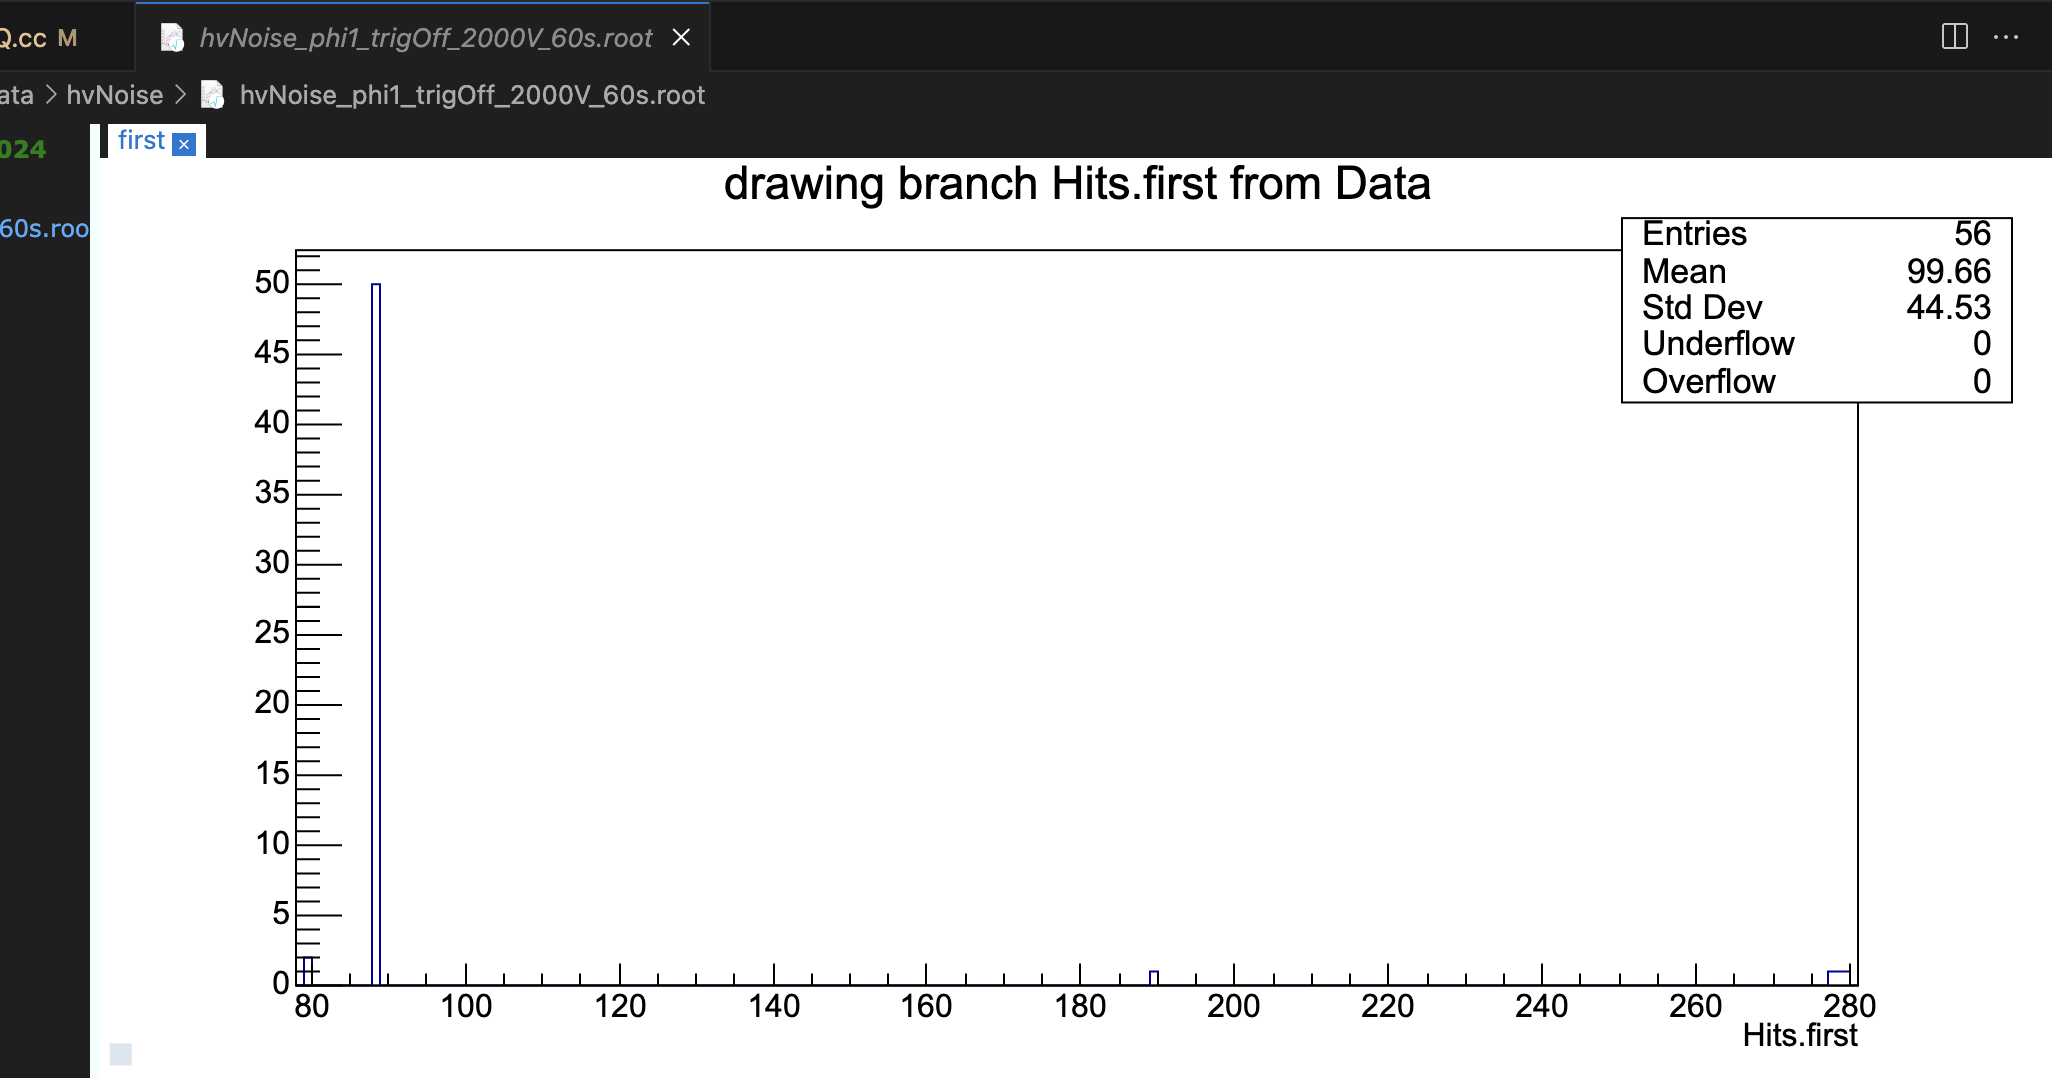 Q.cc M hvNoise_phi1_trigOff_2000V_60s.root
ata > hvNoise > hvNoise_phi1_trigOff_2000V_60s.root
first
024
60s.roo
drawing branch Hits.first from Data
Entries 56
Mean 99.66
Std Dev 44.53
Underflow 0
Overflow 0
50
45
40
35
30
25
20
15
10
5
0
80 100 120 140 160 180 200 220 240 260 280
Hits.first